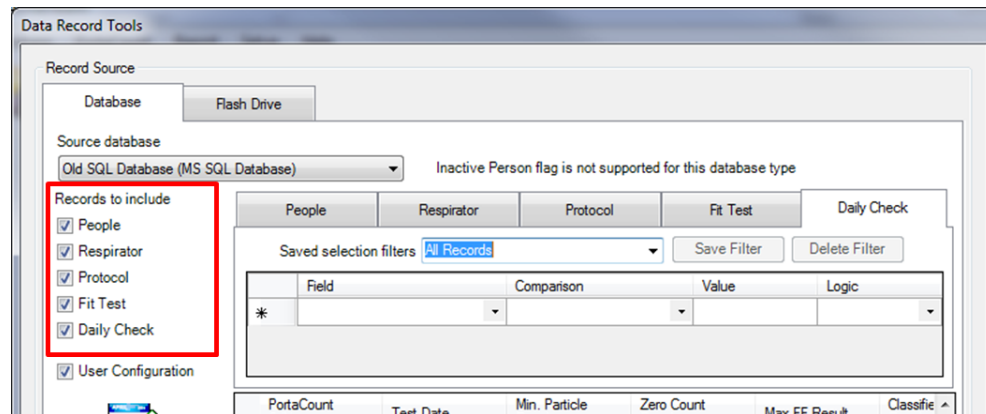 Data Record Tools
Record Source
Database Flash Drive
Source database
Old SQL Database (MS SQL Database) Inactive Person flag is not supported for this database type
Records to include
People
Respirator
Protocol
Fit Test
Daily Check
User Configuration
People Respirator Protocol Fit Test Daily Check
Saved selection filters All Records Save Filter Delete Filter
Field Comparison Value Logic
*
PortaCount Test Date Min. Particle Zero Count Max FF Result Classifie